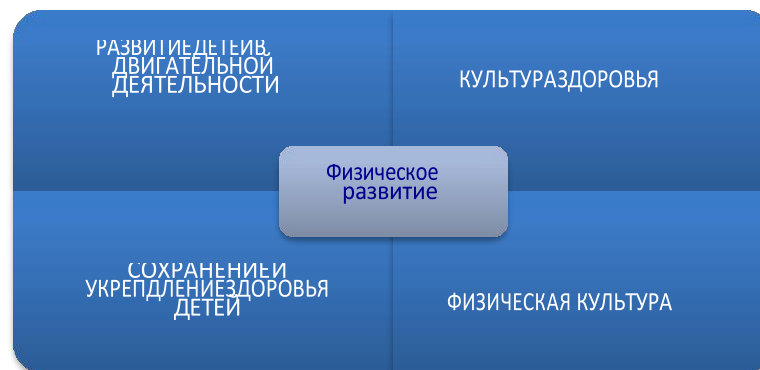 РАЗВИТИЕДЕТЕЙВ
ДВИГАТЕЛЬНОЙ
ДЕЯТЕЛЬНОСТИ
КУЛЬТУРАЗДОРОВЬЯ
Физическое
развитие
СОХРАНЕНИЕИ
УКРЕПДЛЕНИЕЗДОРОВЬЯ
ДЕТЕЙ
ФИЗИЧЕСКАЯ КУЛЬТУРА